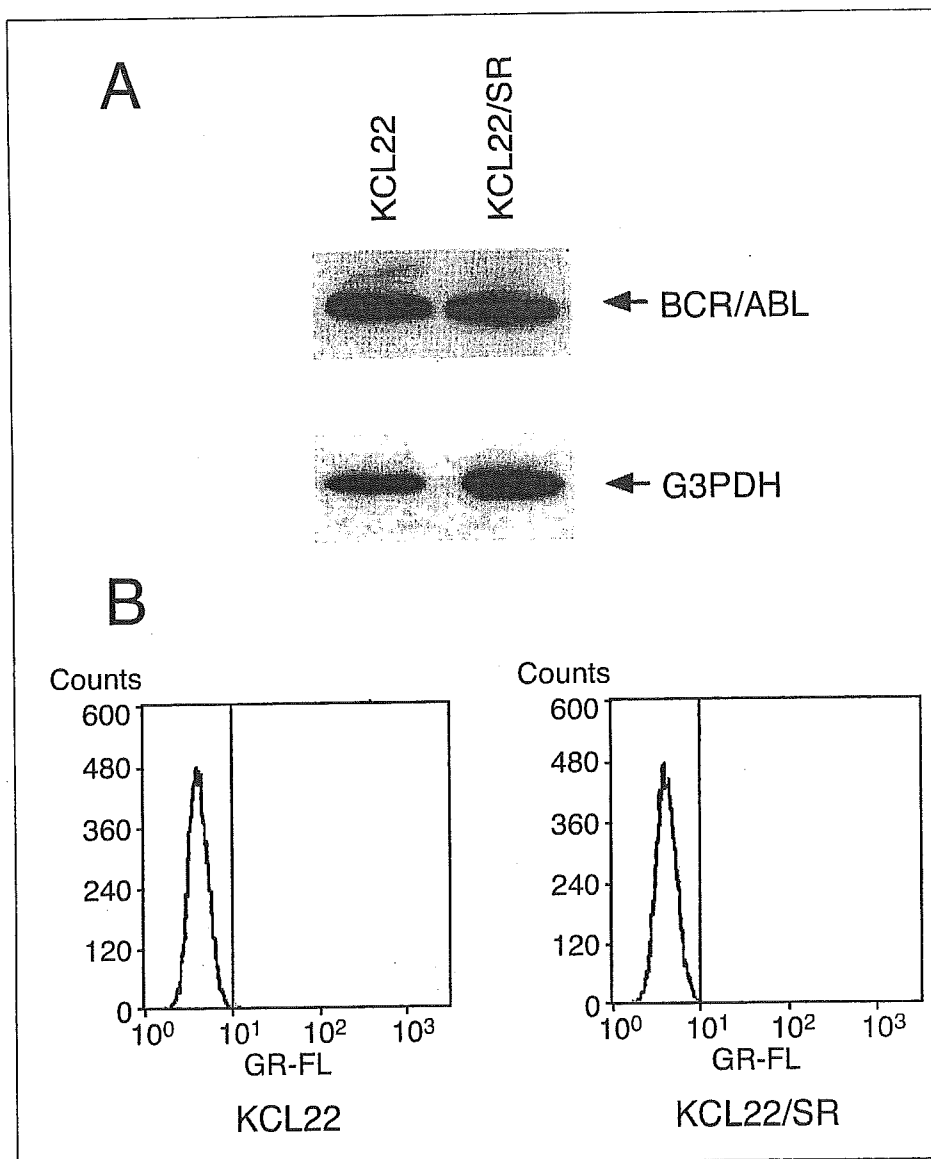 A
KCL22
KCL22/SR
BCR/ABL
G3PDH
B
Counts
600
480
360
240
120
0
10⁰ 10¹ 10² 10³
GR-FL
KCL22
Counts
600
480
360
240
120
0
10⁰ 10¹ 10² 10³
GR-FL
KCL22/SR